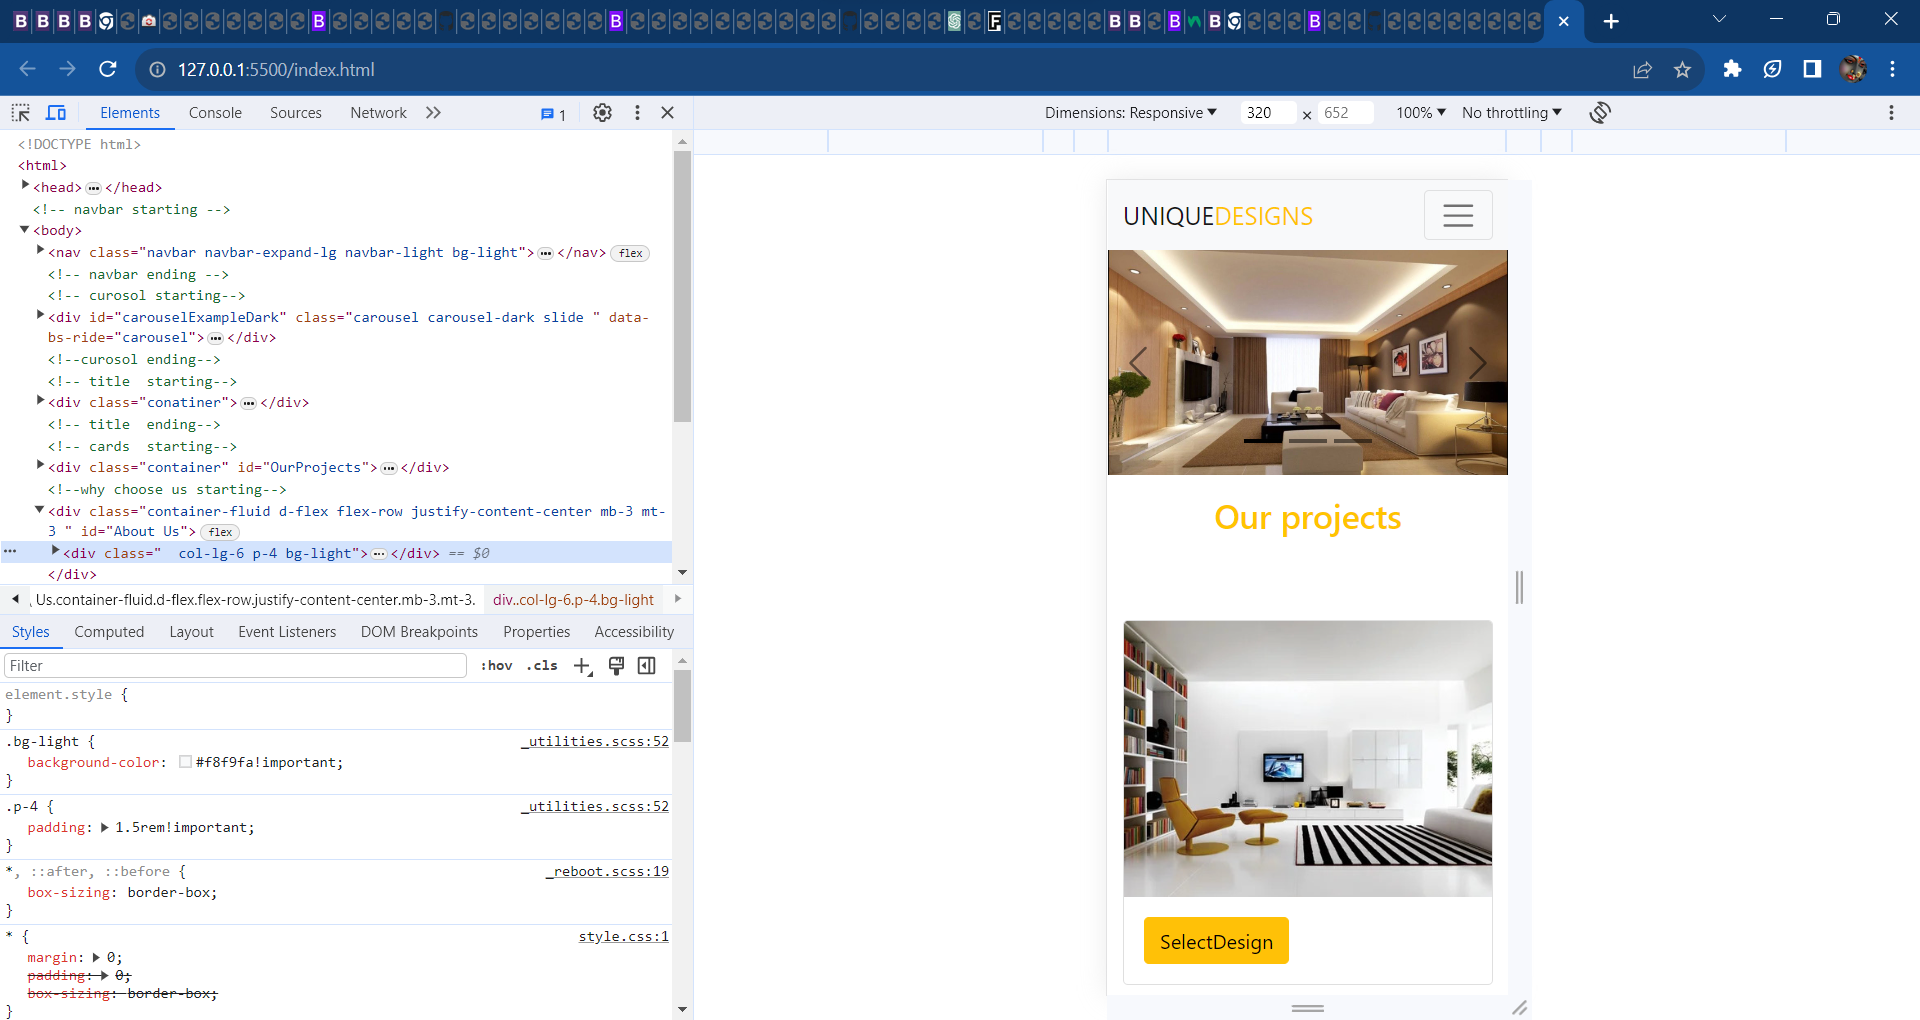 127.0.0.1:5500/index.html
Elements Console Sources Network 1
Dimensions: Responsive 320 × 652 100% No throttling
<!DOCTYPE html>
<html>
<head> </head>
<!-- navbar starting -->
<body>
<nav class="navbar navbar-expand-lg navbar-light bg-light"> </nav> flex
<!-- navbar ending -->
<!-- curosol starting-->
<div id="carouselExampleDark" class="carousel carousel-dark slide " data-
bs-ride="carousel"> </div>
<!--curosol ending-->
<!-- title  starting-->
<div class="conatiner"> </div>
<!-- title  ending-->
<!-- cards  starting-->
<div class="container" id="OurProjects"> </div>
<!--why choose us starting-->
<div class="container-fluid d-flex flex-row justify-content-center mb-3 mt-
3 " id="About Us"> flex
<div class="  col-lg-6 p-4 bg-light"> </div> == $0
</div>
Us.container-fluid.d-flex.flex-row.justify-content-center.mb-3.mt-3. div..col-lg-6.p-4.bg-light
Styles Computed Layout Event Listeners DOM Breakpoints Properties Accessibility
Filter :hov .cls
element.style {
}
.bg-light { _utilities.scss:52
background-color: #f8f9fa!important;
}
.p-4 { _utilities.scss:52
padding: 1.5rem!important;
}
*, ::after, ::before { _reboot.scss:19
box-sizing: border-box;
}
* { style.css:1
margin: 0;
padding: 0;
box-sizing: border-box;
}
UNIQUEDESIGNS
Our projects
SelectDesign